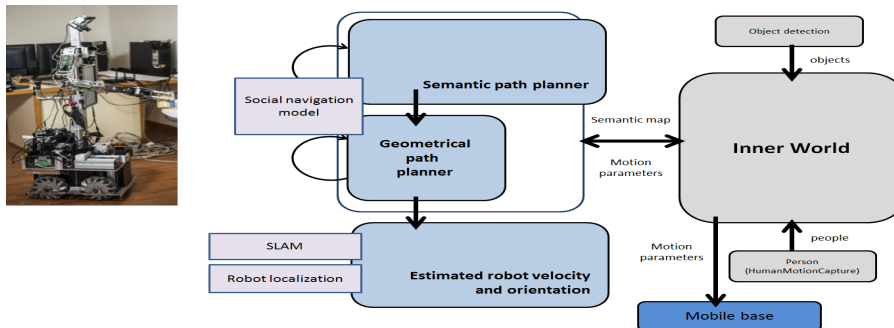 Object detection
objects
Semantic path planner
Social navigation
model
Semantic map
Geometrical
path
planner
Inner World
Motion
parameters
SLAM
people
Motion
parameters
Person
(HumanMotionCapture)
Robot localization
Estimated robot velocity
and orientation
Mobile base